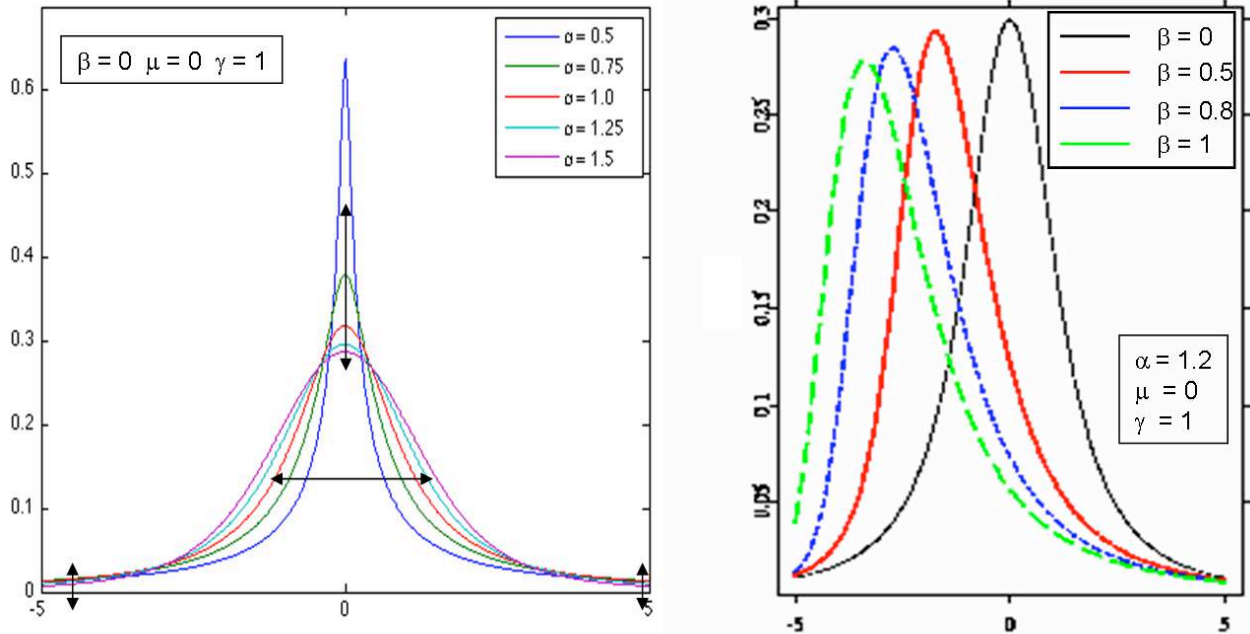 β = 0 μ = 0 γ = 1
α = 0.5
α = 0.75
α = 1.0
α = 1.25
α = 1.5
0.6
0.5
0.4
0.3
0.2
0.1
0
-5
0
5
0,3
0,25
0,2
0,15
0,1
0,05
β = 0
β = 0.5
β = 0.8
β = 1
α = 1.2
μ = 0
γ = 1
-5
0
5